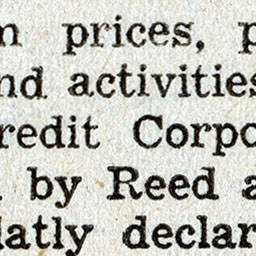 m prices, p
nd activities
redit Corpo
by Reed a
latly declar